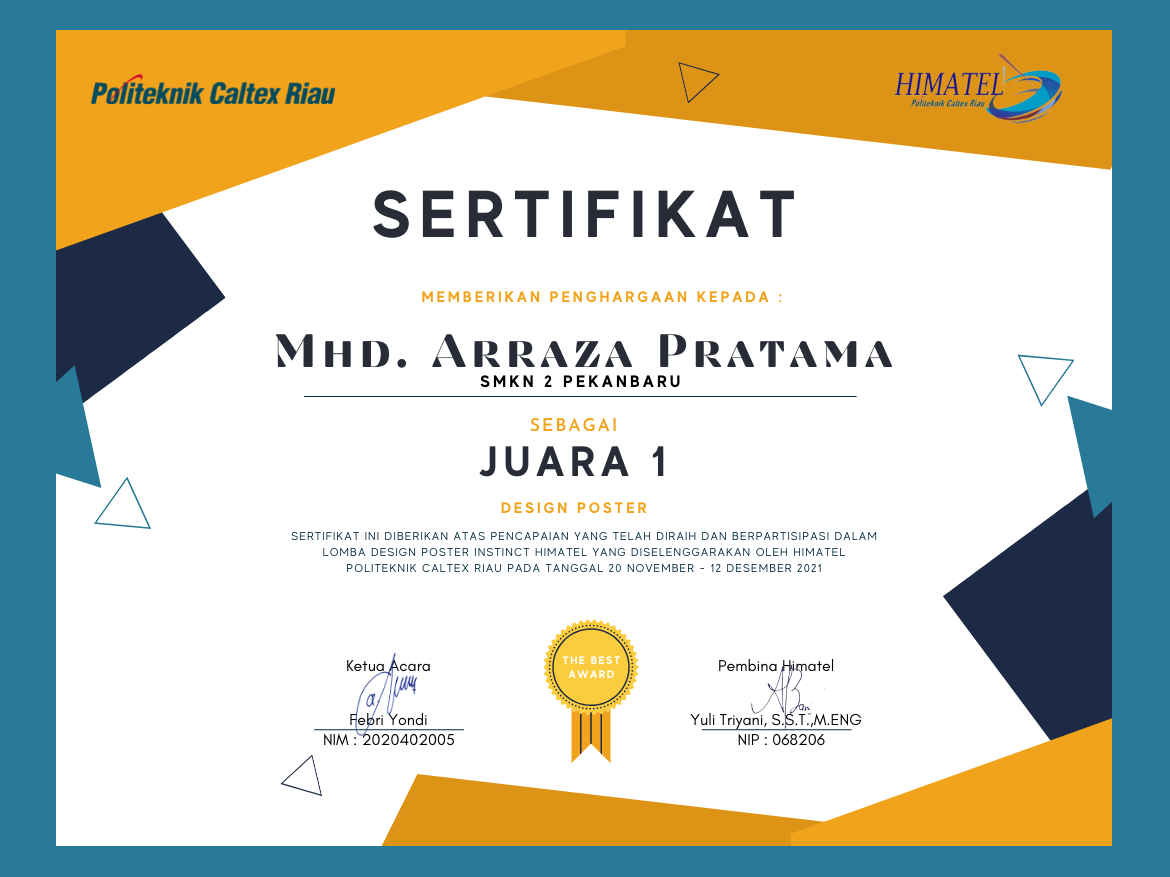 Politeknik Caltex Riau
HIMATEL
Politeknik Caltex Riau
SERTIFIKAT
MEMBERIKAN PENGHARGAAN KEPADA :
Mhd. Arraza Pratama
SMKN 2 PEKANBARU
SEBAGAI
JUARA 1
DESIGN POSTER
SERTIFIKAT INI DIBERIKAN ATAS PENCAPAIAN YANG TELAH DIRAIH DAN BERPARTISIPASI DALAM
LOMBA DESIGN POSTER INSTINCT HIMATEL YANG DISELENGGARAKAN OLEH HIMATEL
POLITEKNIK CALTEX RIAU PADA TANGGAL 20 NOVEMBER - 12 DESEMBER 2021
Ketua Acara
Febri Yondi
NIM : 2020402005
THE BEST
AWARD
Pembina Himatel
Yuli Triyani, S.S.T.,M.ENG
NIP : 068206